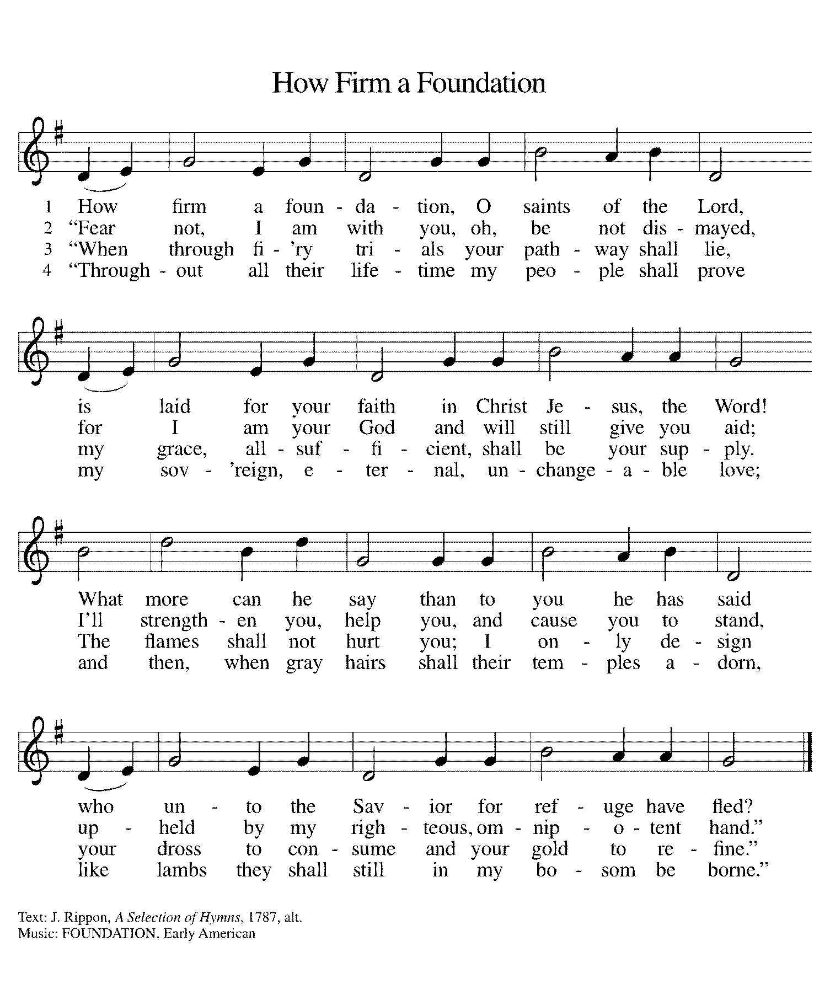 How Firm a Foundation
1 How firm a foun - da - tion, O saints of the Lord,
2 “Fear not, I am with you, oh, be not dis - mayed,
3 “When through fi - ’ry tri - als your path - way shall lie,
4 “Through - out all their life - time my peo - ple shall prove
is laid for your faith in Christ Je - sus, the Word!
for I am your God and will still give you aid;
my grace, all - suf - fi - cient, shall be your sup - ply.
my sov - ’reign, e - ter - nal, un - change - a - ble love;
What more can he say than to you he has said
I’ll strength - en you, help you, and cause you to stand,
The flames shall not hurt you; I on - ly de - sign
and then, when gray hairs shall their tem - ples a - dorn,
who un - to the Sav - ior for ref - uge have fled?
up - held by my righ - teous, om - nip - o - tent hand.”
your dross to con - sume and your gold to re - fine.”
like lambs they shall still in my bo - som be borne.”
Text: J. Rippon, A Selection of Hymns, 1787, alt.
Music: FOUNDATION, Early American